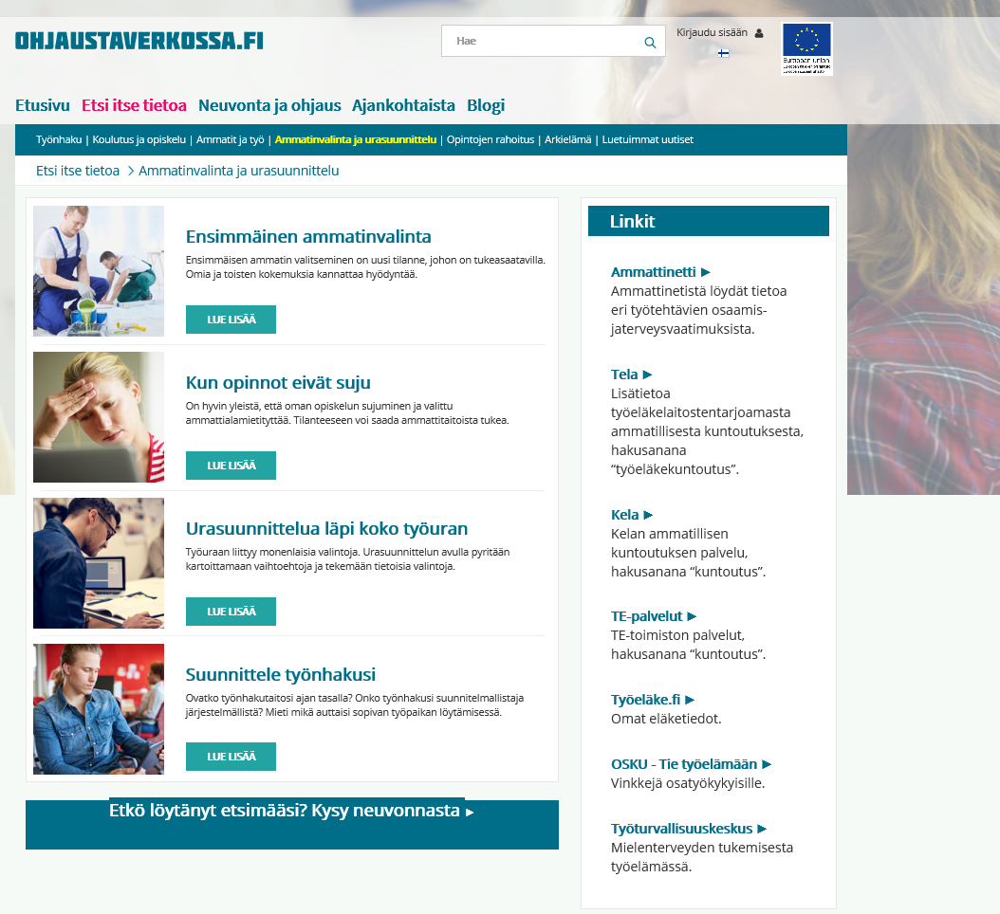 OHJAUSTAVERKOSSA.FI
Hae
Kirjaudu sisään
Euroopan unioni
Etusivu Etsi itse tietoa Neuvonta ja ohjaus Ajankohtaista Blogi
Työnhaku | Koulutus ja opiskelu | Ammatit ja työ | Ammatinvalinta ja urasuunnittelu | Opintojen rahoitus | Arkielämä | Luetuimmat uutiset
Etsi itse tietoa > Ammatinvalinta ja urasuunnittelu
Ensimmäinen ammatinvalinta
Ensimmäisen ammatin valitseminen on uusi tilanne, johon on tukeasaatavilla.
Omia ja toisten kokemuksia kannattaa hyödyntää.
LUE LISÄÄ
Kun opinnot eivät suju
On hyvin yleistä, että oman opiskelun sujuminen ja valittu
ammattialamietityttää. Tilanteeseen voi saada ammattitaitoista tukea.
LUE LISÄÄ
Urasuunnittelua läpi koko työuran
Työuraan liittyy monenlaisia valintoja. Urasuunnittelun avulla pyritään
kartoittamaan vaihtoehtoja ja tekemään tietoisia valintoja.
LUE LISÄÄ
Suunnittele työnhakusi
Ovatko työnhakutaitosi ajan tasalla? Onko työnhakusi suunnitelmallistaja
järjestelmällistä? Mieti mikä auttaisi sopivan työpaikan löytämisessä.
LUE LISÄÄ
Etkö löytänyt etsimääsi? Kysy neuvonnasta ▶
Linkit
Ammattinetti ▶
Ammattinetistä löydät tietoa
eri työtehtävien osaamis-
jaterveysvaatimuksista.
Tela ▶
Lisätietoa
työeläkelaitostentarjoamasta
ammatillisesta kuntoutuksesta,
hakusanana
“työeläkekuntoutus”.
Kela ▶
Kelan ammatillisen
kuntoutuksen palvelu,
hakusanana “kuntoutus”.
TE-palvelut ▶
TE-toimiston palvelut,
hakusanana “kuntoutus”.
Työeläke.fi ▶
Omat eläketiedot.
OSKU - Tie työelämään ▶
Vinkkejä osatyökykyisille.
Työturvallisuuskeskus ▶
Mielenterveyden tukemisesta
työelämässä.